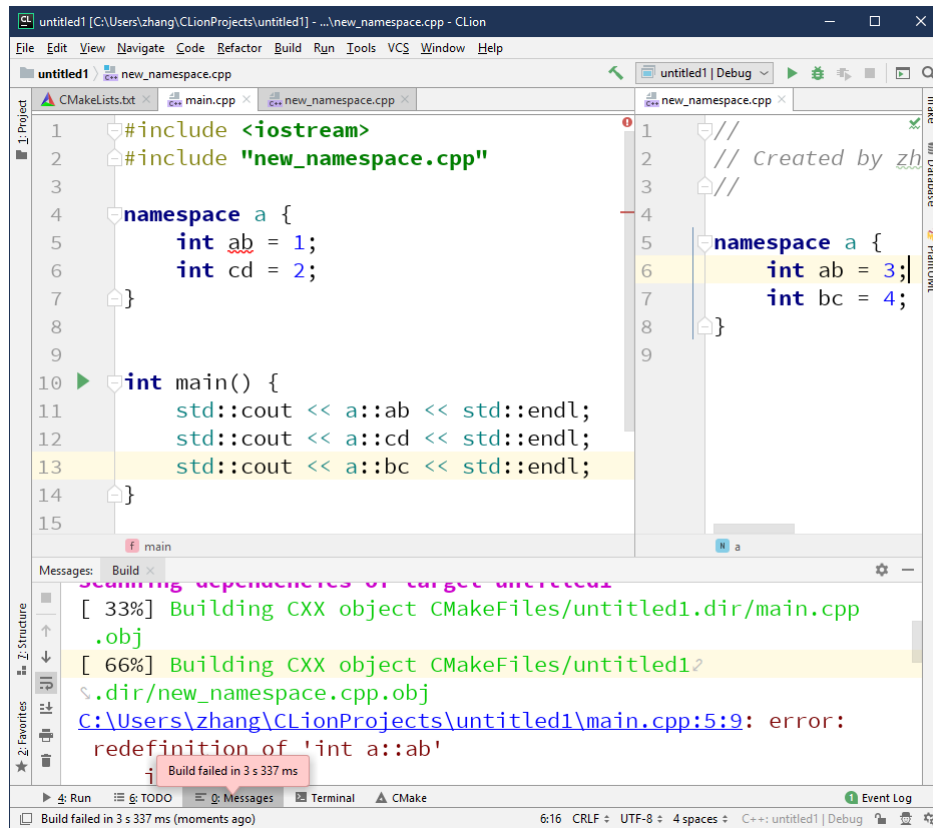 untitled1 [C:\Users\zhang\CLionProjects\untitled1] - ...\new_namespace.cpp - CLion
File Edit View Navigate Code Refactor Build Run Tools VCS Window Help
untitled1 new_namespace.cpp untitled1 | Debug
CMakeLists.txt main.cpp new_namespace.cpp
1 #include <iostream>
2 #include "new_namespace.cpp"
3
4 namespace a {
5 int ab = 1;
6 int cd = 2;
7 }
8
9
10 int main() {
11 std::cout << a::ab << std::endl;
12 std::cout << a::cd << std::endl;
13 std::cout << a::bc << std::endl;
14 }
15
main
new_namespace.cpp
1 //
2 // Created by zh
3 //
4
5 namespace a {
6 int ab = 3;
7 int bc = 4;
8 }
9
a
1: Project
7: Structure
2: Favorites
Database
Messages: Build
Scanning dependencies of target untitled1
[ 33%] Building CXX object CMakeFiles/untitled1.dir/main.cpp
.obj
[ 66%] Building CXX object CMakeFiles/untitled1
.dir/new_namespace.cpp.obj
C:\Users\zhang\CLionProjects\untitled1\main.cpp:5:9: error:
redefinition of 'int a::ab'
Build failed in 3 s 337 ms
4: Run 6: TODO 0: Messages Terminal CMake 1 Event Log
Build failed in 3 s 337 ms (moments ago) 6:16 CRLF UTF-8 4 spaces C++: untitled1 | Debug